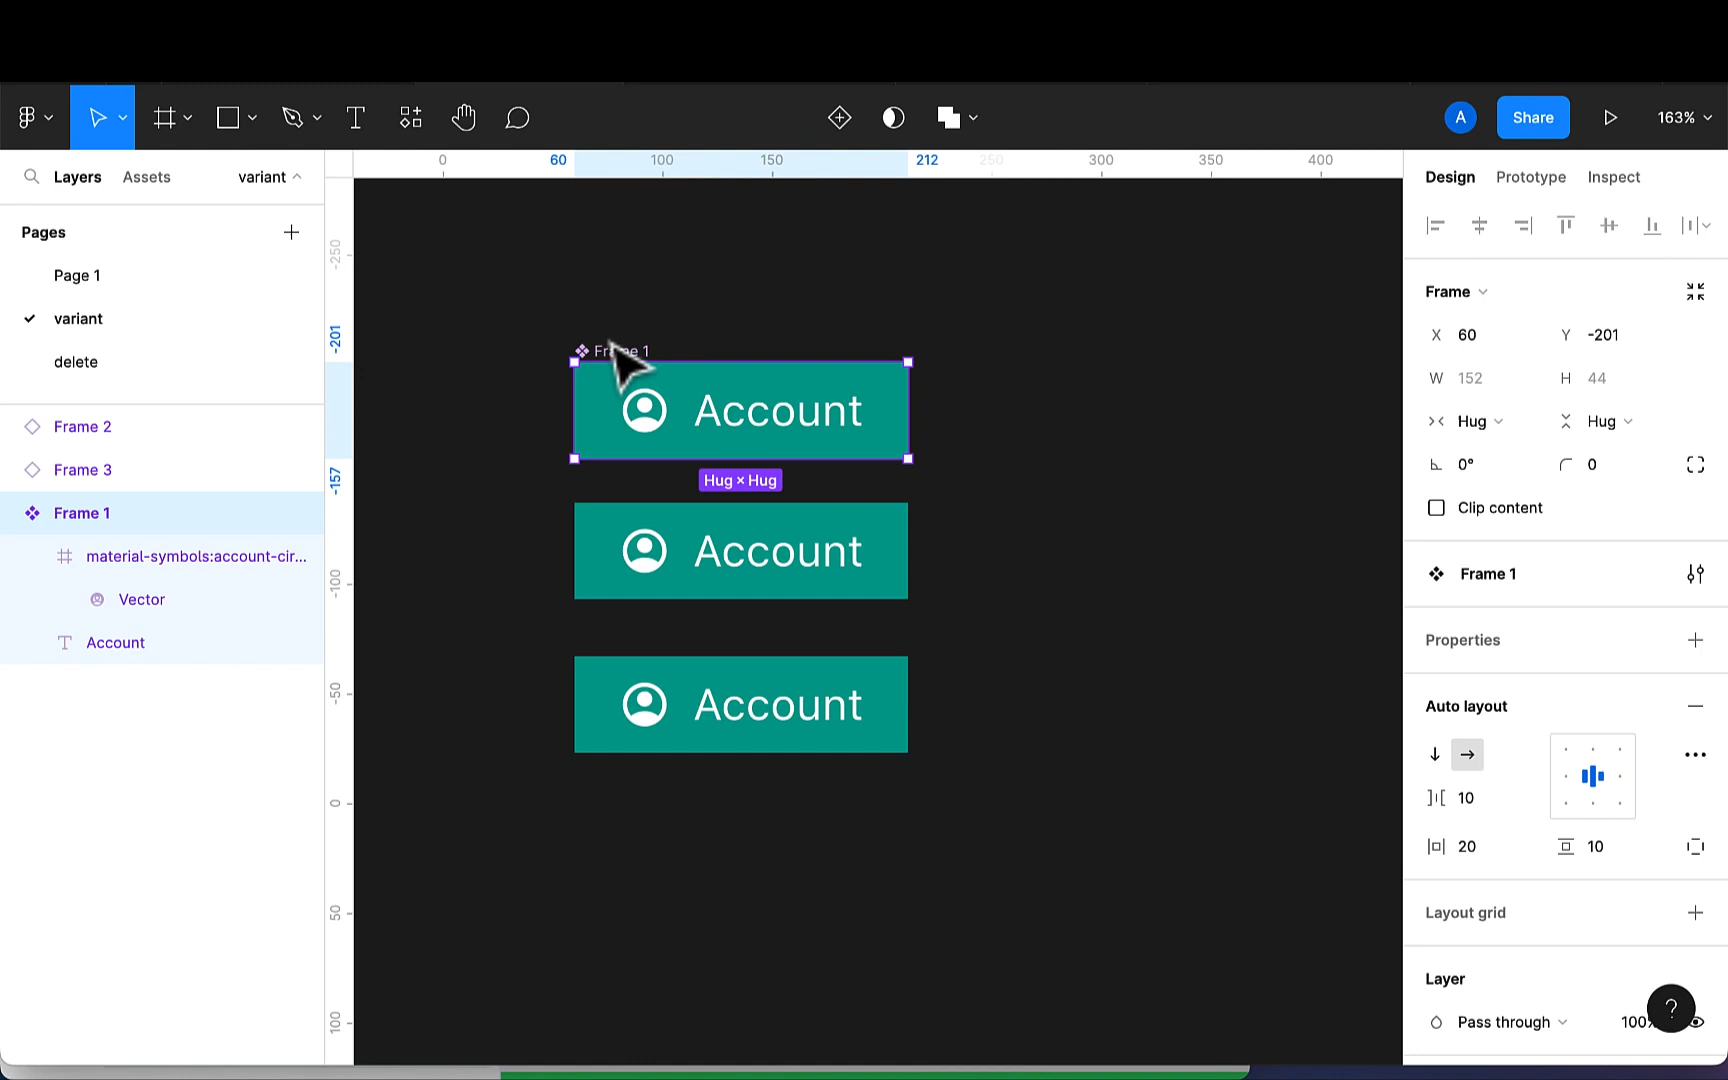 A
Share
163%
Layers
Assets
variant
0
60
100
150
212
250
300
350
400
Design
Prototype
Inspect
Pages
Page 1
variant
delete
Frame 2
Frame 3
Frame 1
material-symbols:account-cir...
Vector
Account
-250
-201
-157
-100
-50
0
50
100
Frame 1
Account
Hug × Hug
Account
Account
Frame
X 60
Y -201
W 152
H 44
Hug
Hug
0°
0
Clip content
Frame 1
Properties
Auto layout
10
20
10
Layout grid
Layer
Pass through
100%
?